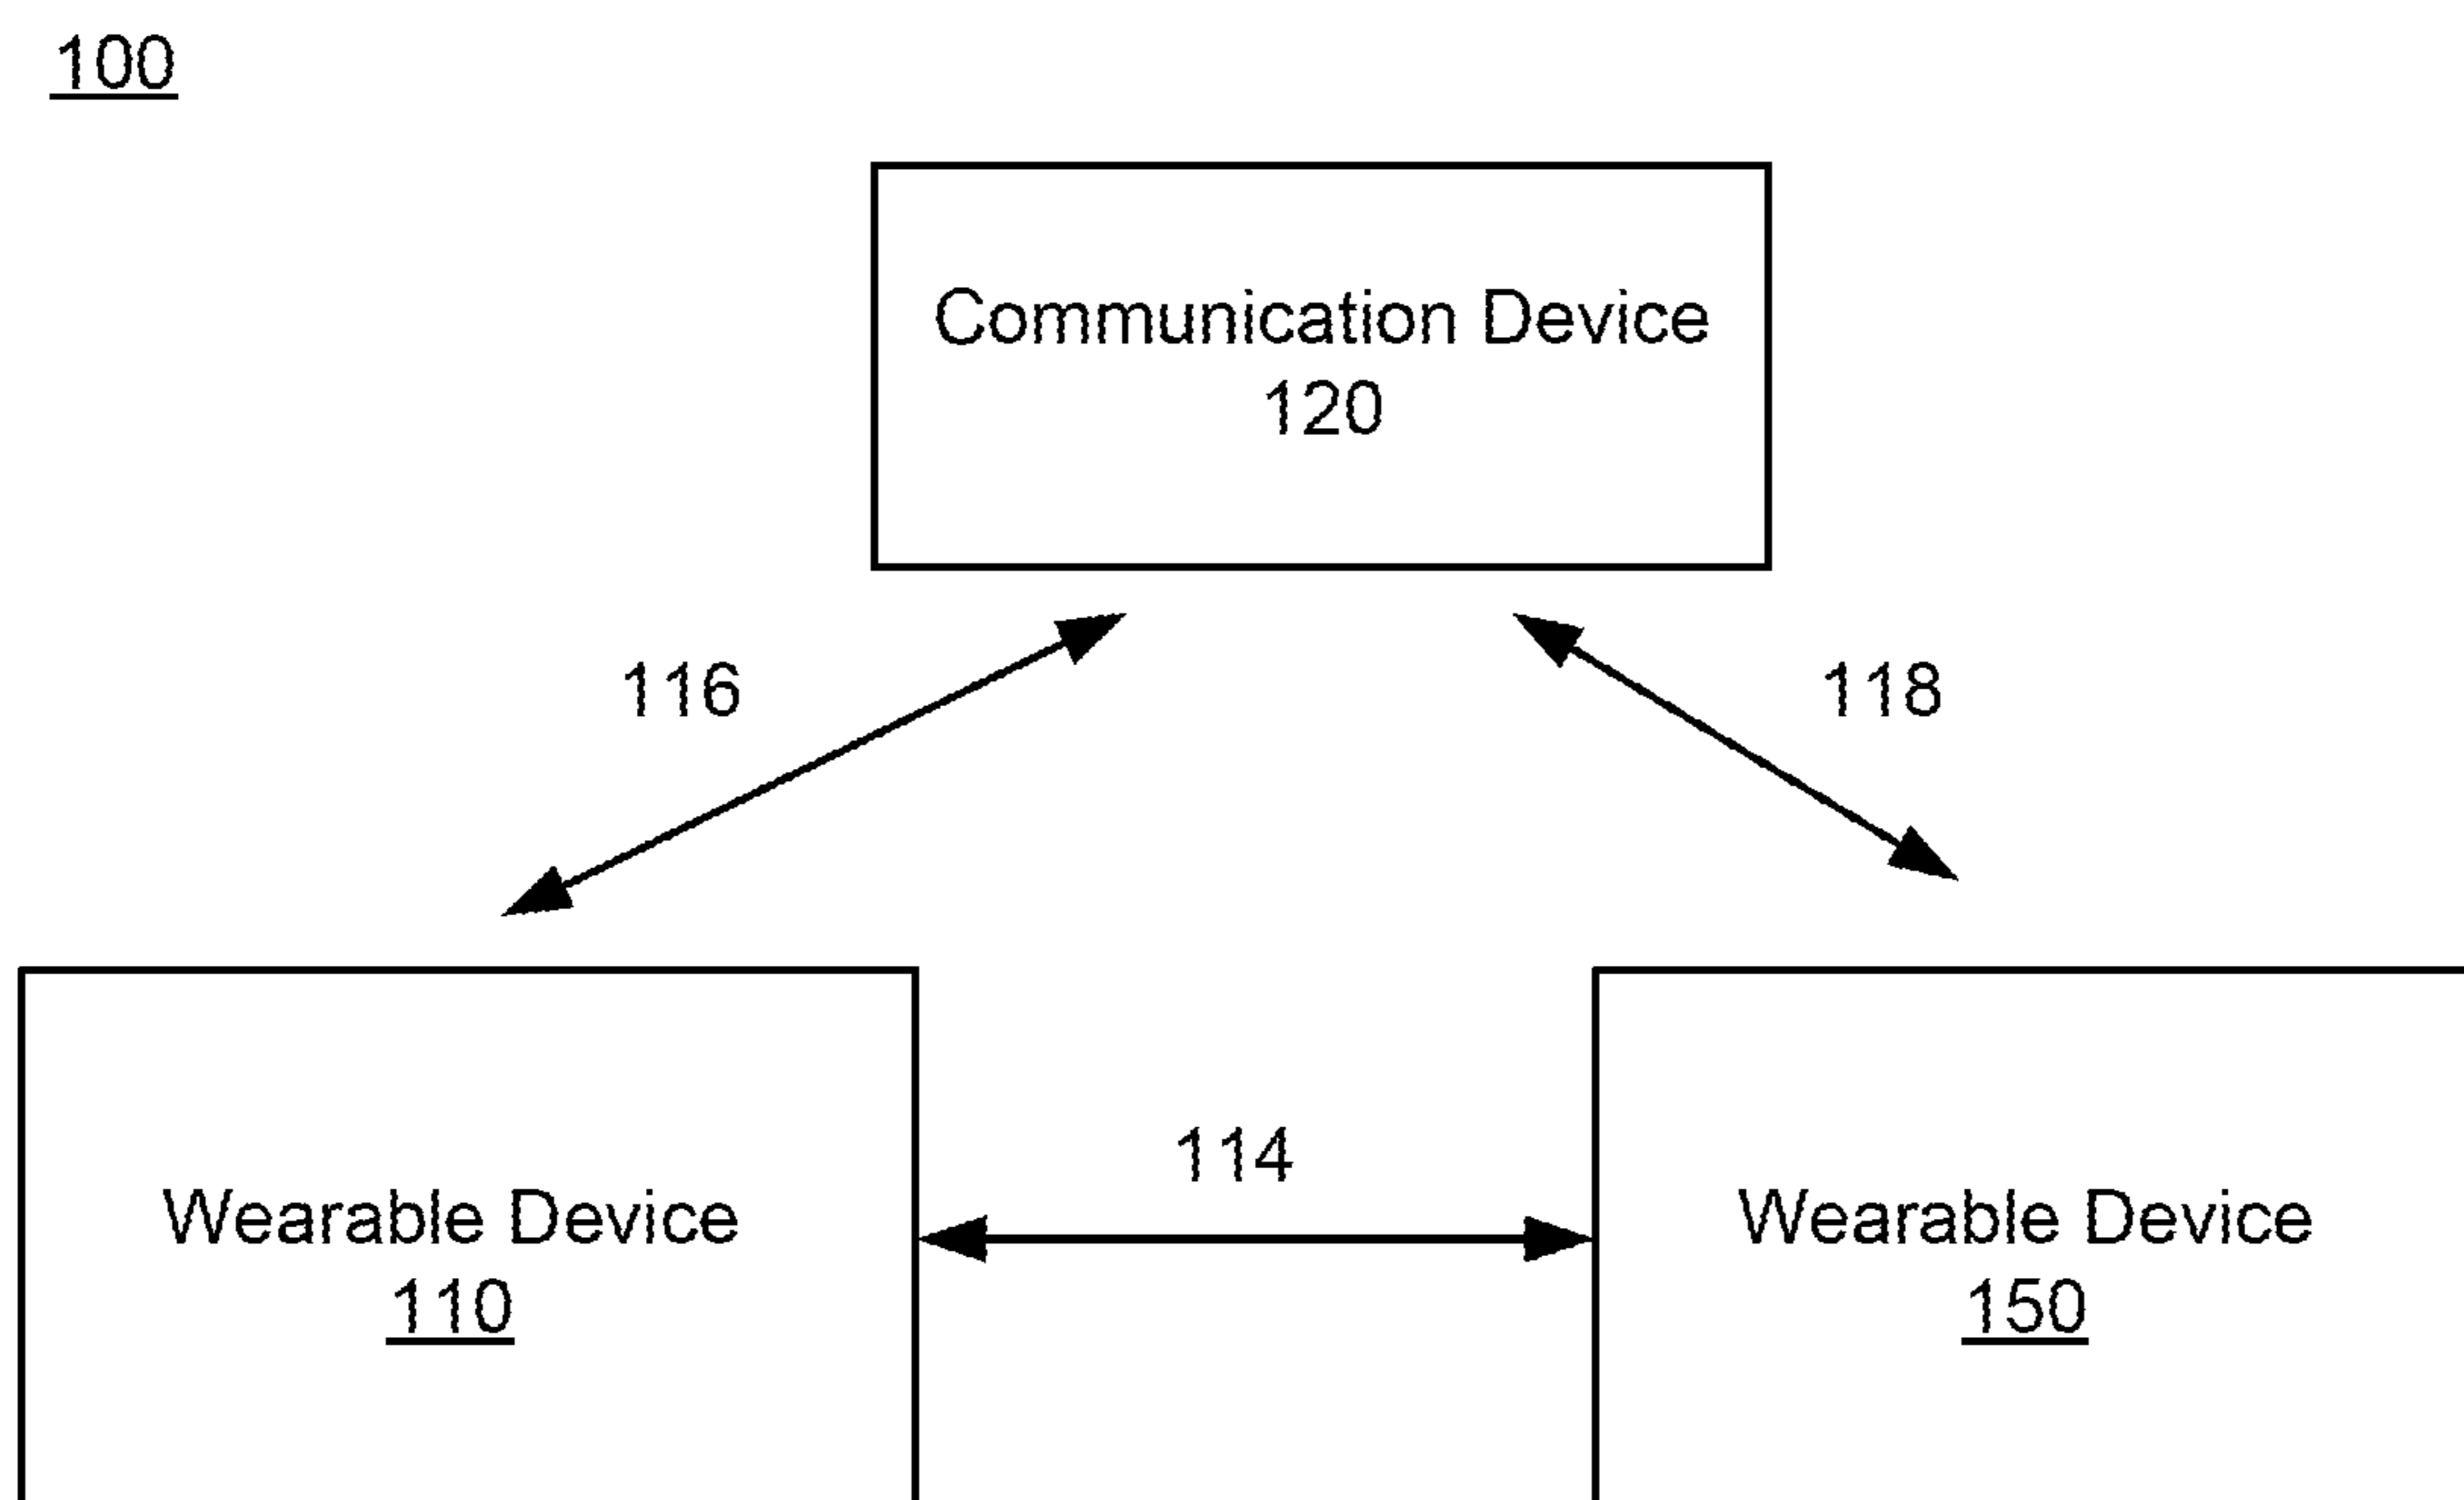 100
Communication Device
120
116
118
114
Wearable Device
110
Wearable Device
150